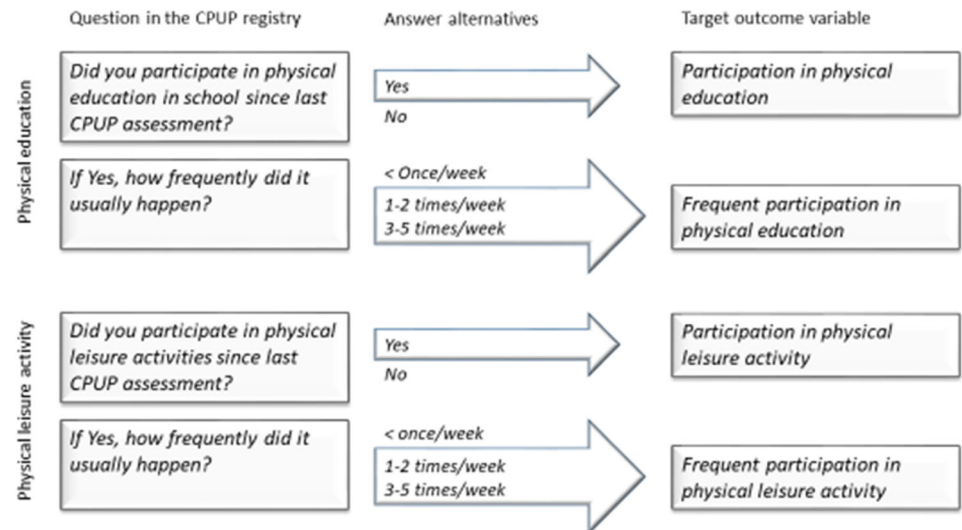 Question in the CPUP registry
Answer alternatives
Target outcome variable
Physical education
Did you participate in physical
education in school since last
CPUP assessment?
Yes
No
Participation in physical
education
If Yes, how frequently did it
usually happen?
< Once/week
1-2 times/week
3-5 times/week
Frequent participation in
physical education
Physical leisure activity
Did you participate in physical
leisure activities since last
CPUP assessment?
Yes
No
Participation in physical
leisure activity
If Yes, how frequently did it
usually happen?
< once/week
1-2 times/week
3-5 times/week
Frequent participation in
physical leisure activity